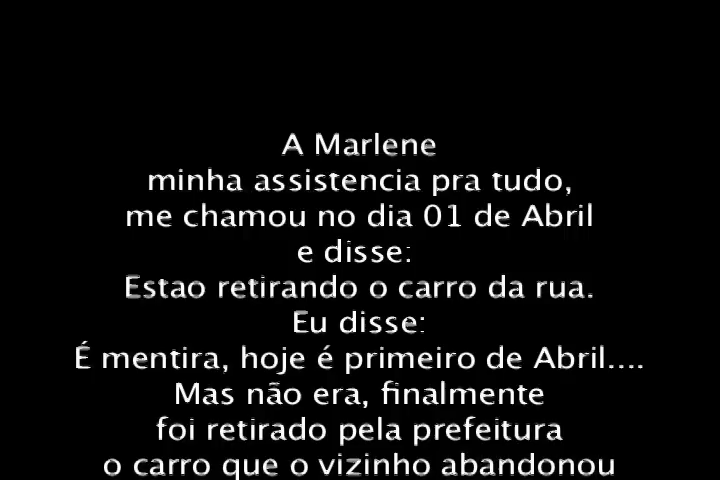 A Marlene
minha assistencia pra tudo,
me chamou no dia 01 de Abril
e disse:
Estao retirando o carro da rua.
Eu disse:
É mentira, hoje é primeiro de Abril....
Mas não era, finalmente
foi retirado pela prefeitura
o carro que o vizinho abandonou